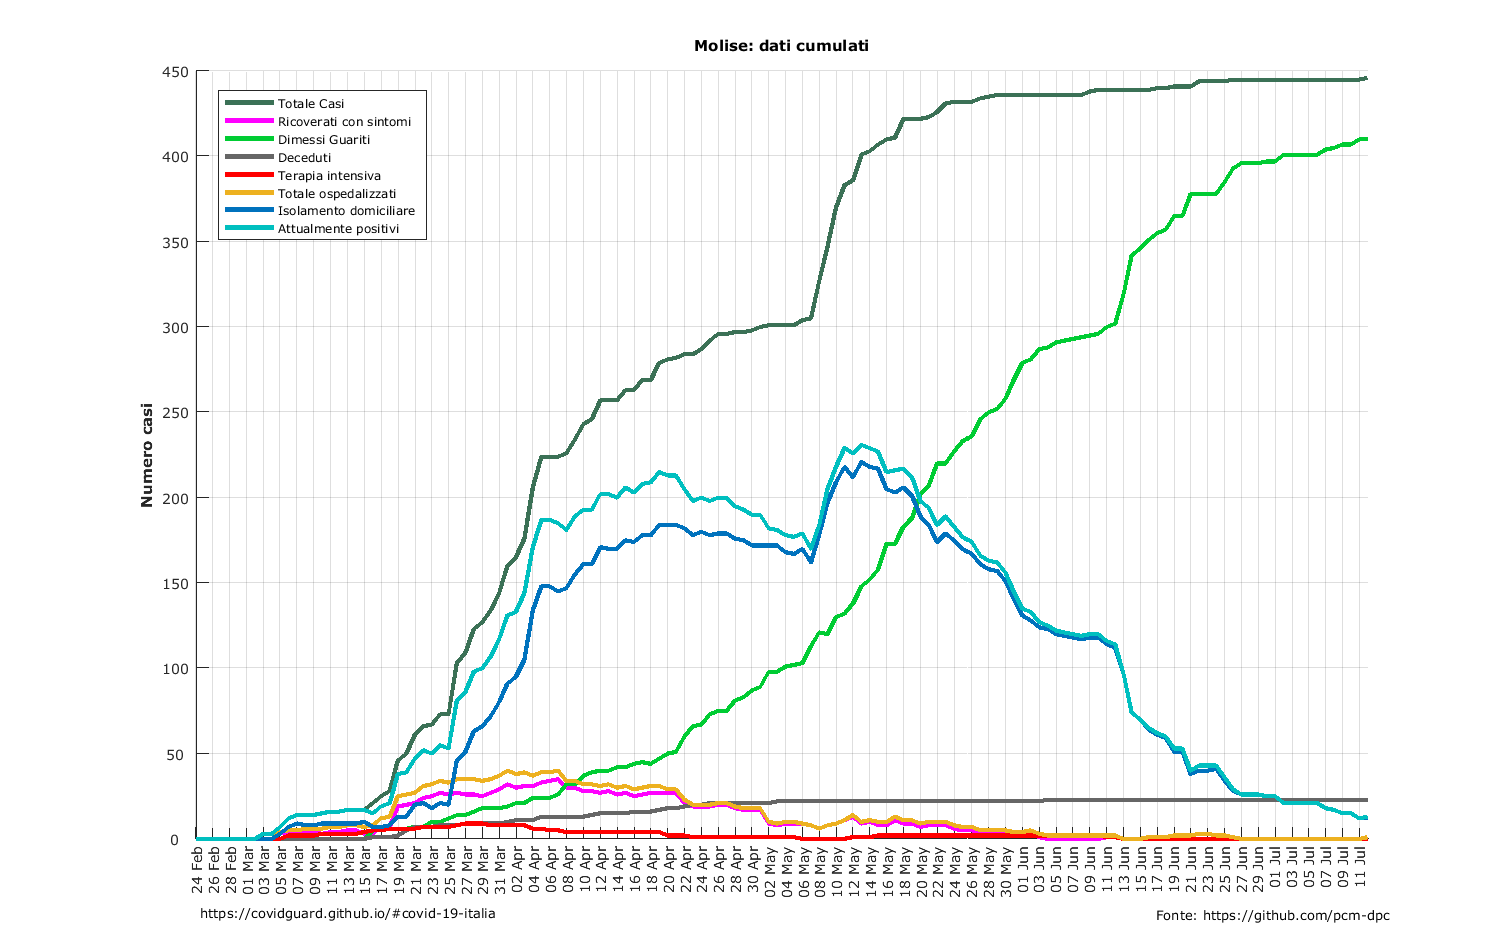 Molise: dati cumulati
Numero casi
450
400
350
300
250
200
150
100
50
0
Totale Casi
Ricoverati con sintomi
Dimessi Guariti
Deceduti
Terapia intensiva
Totale ospedalizzati
Isolamento domiciliare
Attualmente positivi
24 Feb
26 Feb
28 Feb
01 Mar
03 Mar
05 Mar
07 Mar
09 Mar
11 Mar
13 Mar
15 Mar
17 Mar
19 Mar
21 Mar
23 Mar
25 Mar
27 Mar
29 Mar
31 Mar
02 Apr
04 Apr
06 Apr
08 Apr
10 Apr
12 Apr
14 Apr
16 Apr
18 Apr
20 Apr
22 Apr
24 Apr
26 Apr
28 Apr
30 Apr
02 May
04 May
06 May
08 May
10 May
12 May
14 May
16 May
18 May
20 May
22 May
24 May
26 May
28 May
30 May
01 Jun
03 Jun
05 Jun
07 Jun
09 Jun
11 Jun
13 Jun
15 Jun
17 Jun
19 Jun
21 Jun
23 Jun
25 Jun
27 Jun
29 Jun
01 Jul
03 Jul
05 Jul
07 Jul
09 Jul
11 Jul
https://covidguard.github.io/#covid-19-italia
Fonte: https://github.com/pcm-dpc